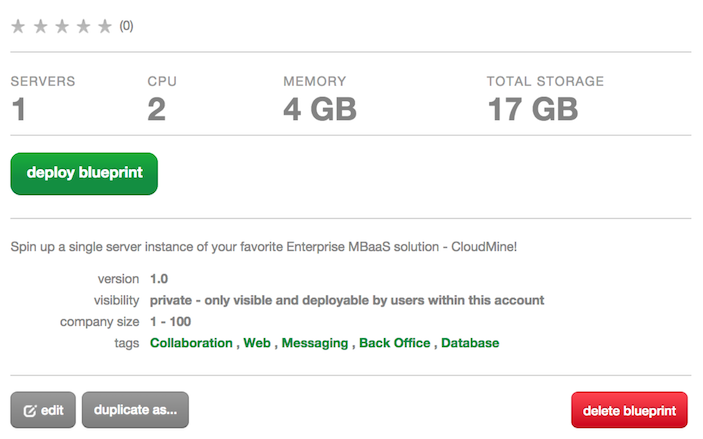 (0)
SERVERS CPU MEMORY TOTAL STORAGE
1 2 4 GB 17 GB
deploy blueprint
Spin up a single server instance of your favorite Enterprise MBaaS solution - CloudMine!
version 1.0
visibility private - only visible and deployable by users within this account
company size 1 - 100
tags Collaboration , Web , Messaging , Back Office , Database
edit duplicate as... delete blueprint